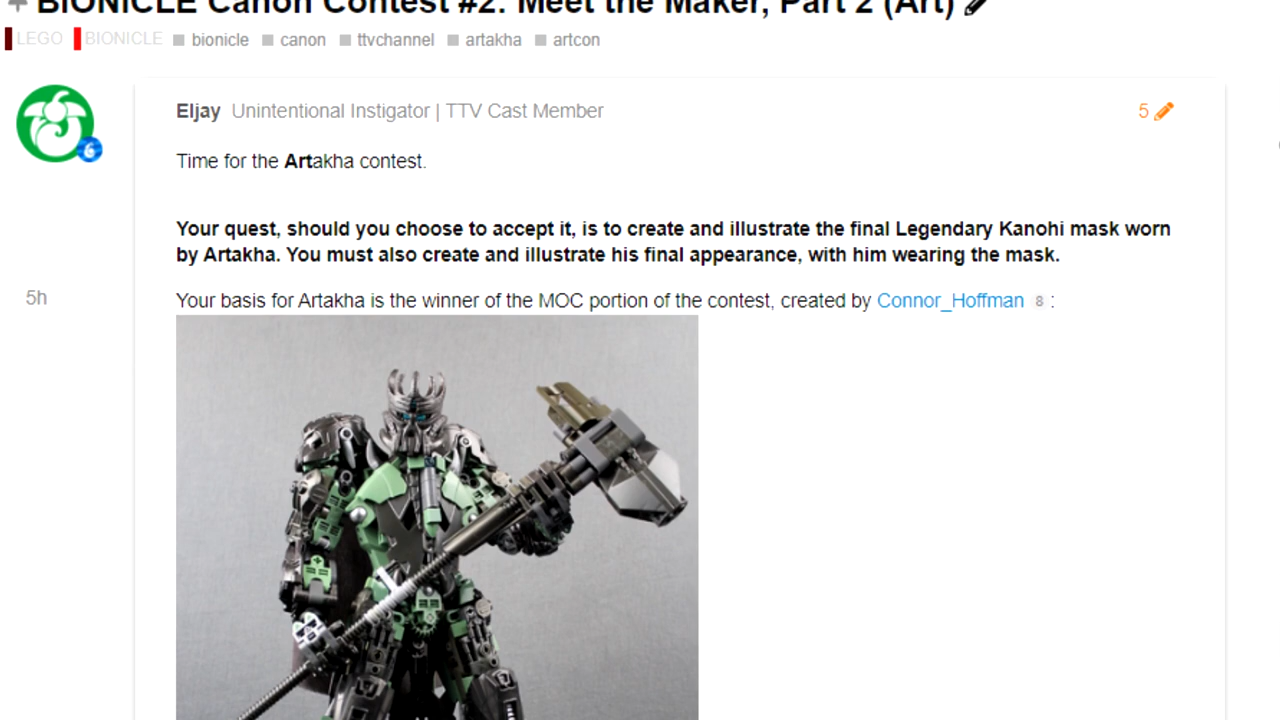 BIONICLE Canon Contest #2: Meet the Maker, Part 2 (Art)
LEGO BIONICLE bionicle canon ttvchannel artakha artcon
Eljay Unintentional Instigator | TTV Cast Member 5
Time for the Artakha contest.
Your quest, should you choose to accept it, is to create and illustrate the final Legendary Kanohi mask worn
by Artakha. You must also create and illustrate his final appearance, with him wearing the mask.
5h
Your basis for Artakha is the winner of the MOC portion of the contest, created by Connor_Hoffman 8 :